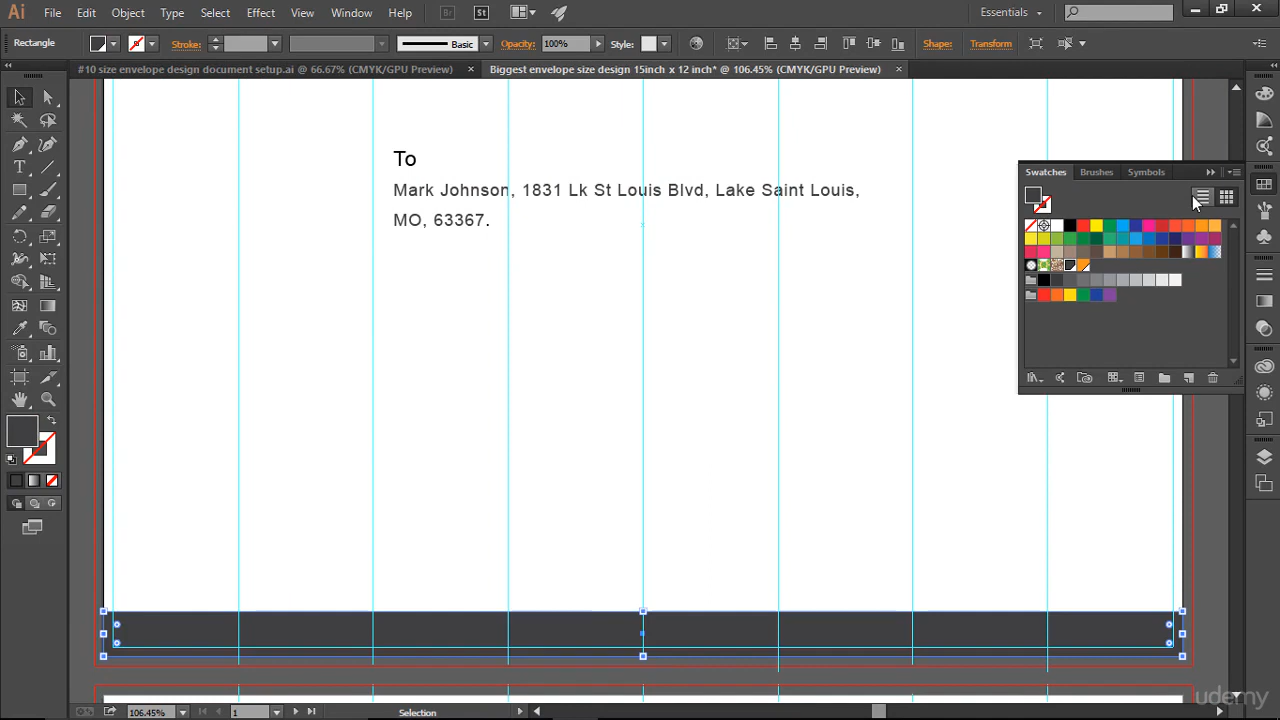 Ai File Edit Object Type Select Effect View Window Help Br St Essentials
Rectangle Stroke: Basic Opacity: 100% Style: Shape: Transform
#10 size envelope design document setup.ai @ 66.67% (CMYK/GPU Preview) × Biggest envelope size design 15inch x 12 inch* @ 106.45% (CMYK/GPU Preview) ×
To
Mark Johnson, 1831 Lk St Louis Blvd, Lake Saint Louis,
MO, 63367.
Swatches Brushes Symbols
106.45% 1 Selection
udemy